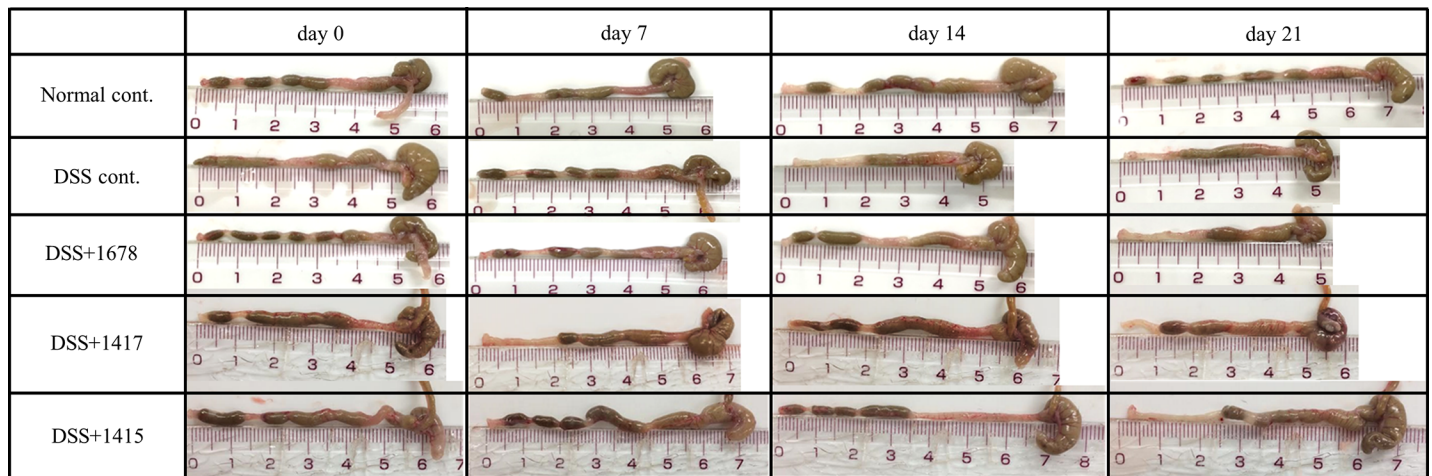 day 0
day 7
day 14
day 21
Normal cont.
0 1 2 3 4 5 6
0 1 2 3 4 5 6
0 1 2 3 4 5 6 7
0 1 2 3 4 5 6 7
DSS cont.
0 1 2 3 4 5 6
0 1 2 3 4 5 6
0 1 2 3 4 5
0 1 2 3 4 5
DSS+1678
0 1 2 3 4 5 6
0 1 2 3 4 5 6
0 1 2 3 4 5 6
0 1 2 3 4 5
DSS+1417
0 1 2 3 4 5 6
0 1 2 3 4 5 6 7
0 1 2 3 4 5 6 7
0 1 2 3 4 5 6
DSS+1415
0 1 2 3 4 5 6 7
0 1 2 3 4 5 6 7
0 1 2 3 4 5 6 7 8
0 1 2 3 4 5 6 7